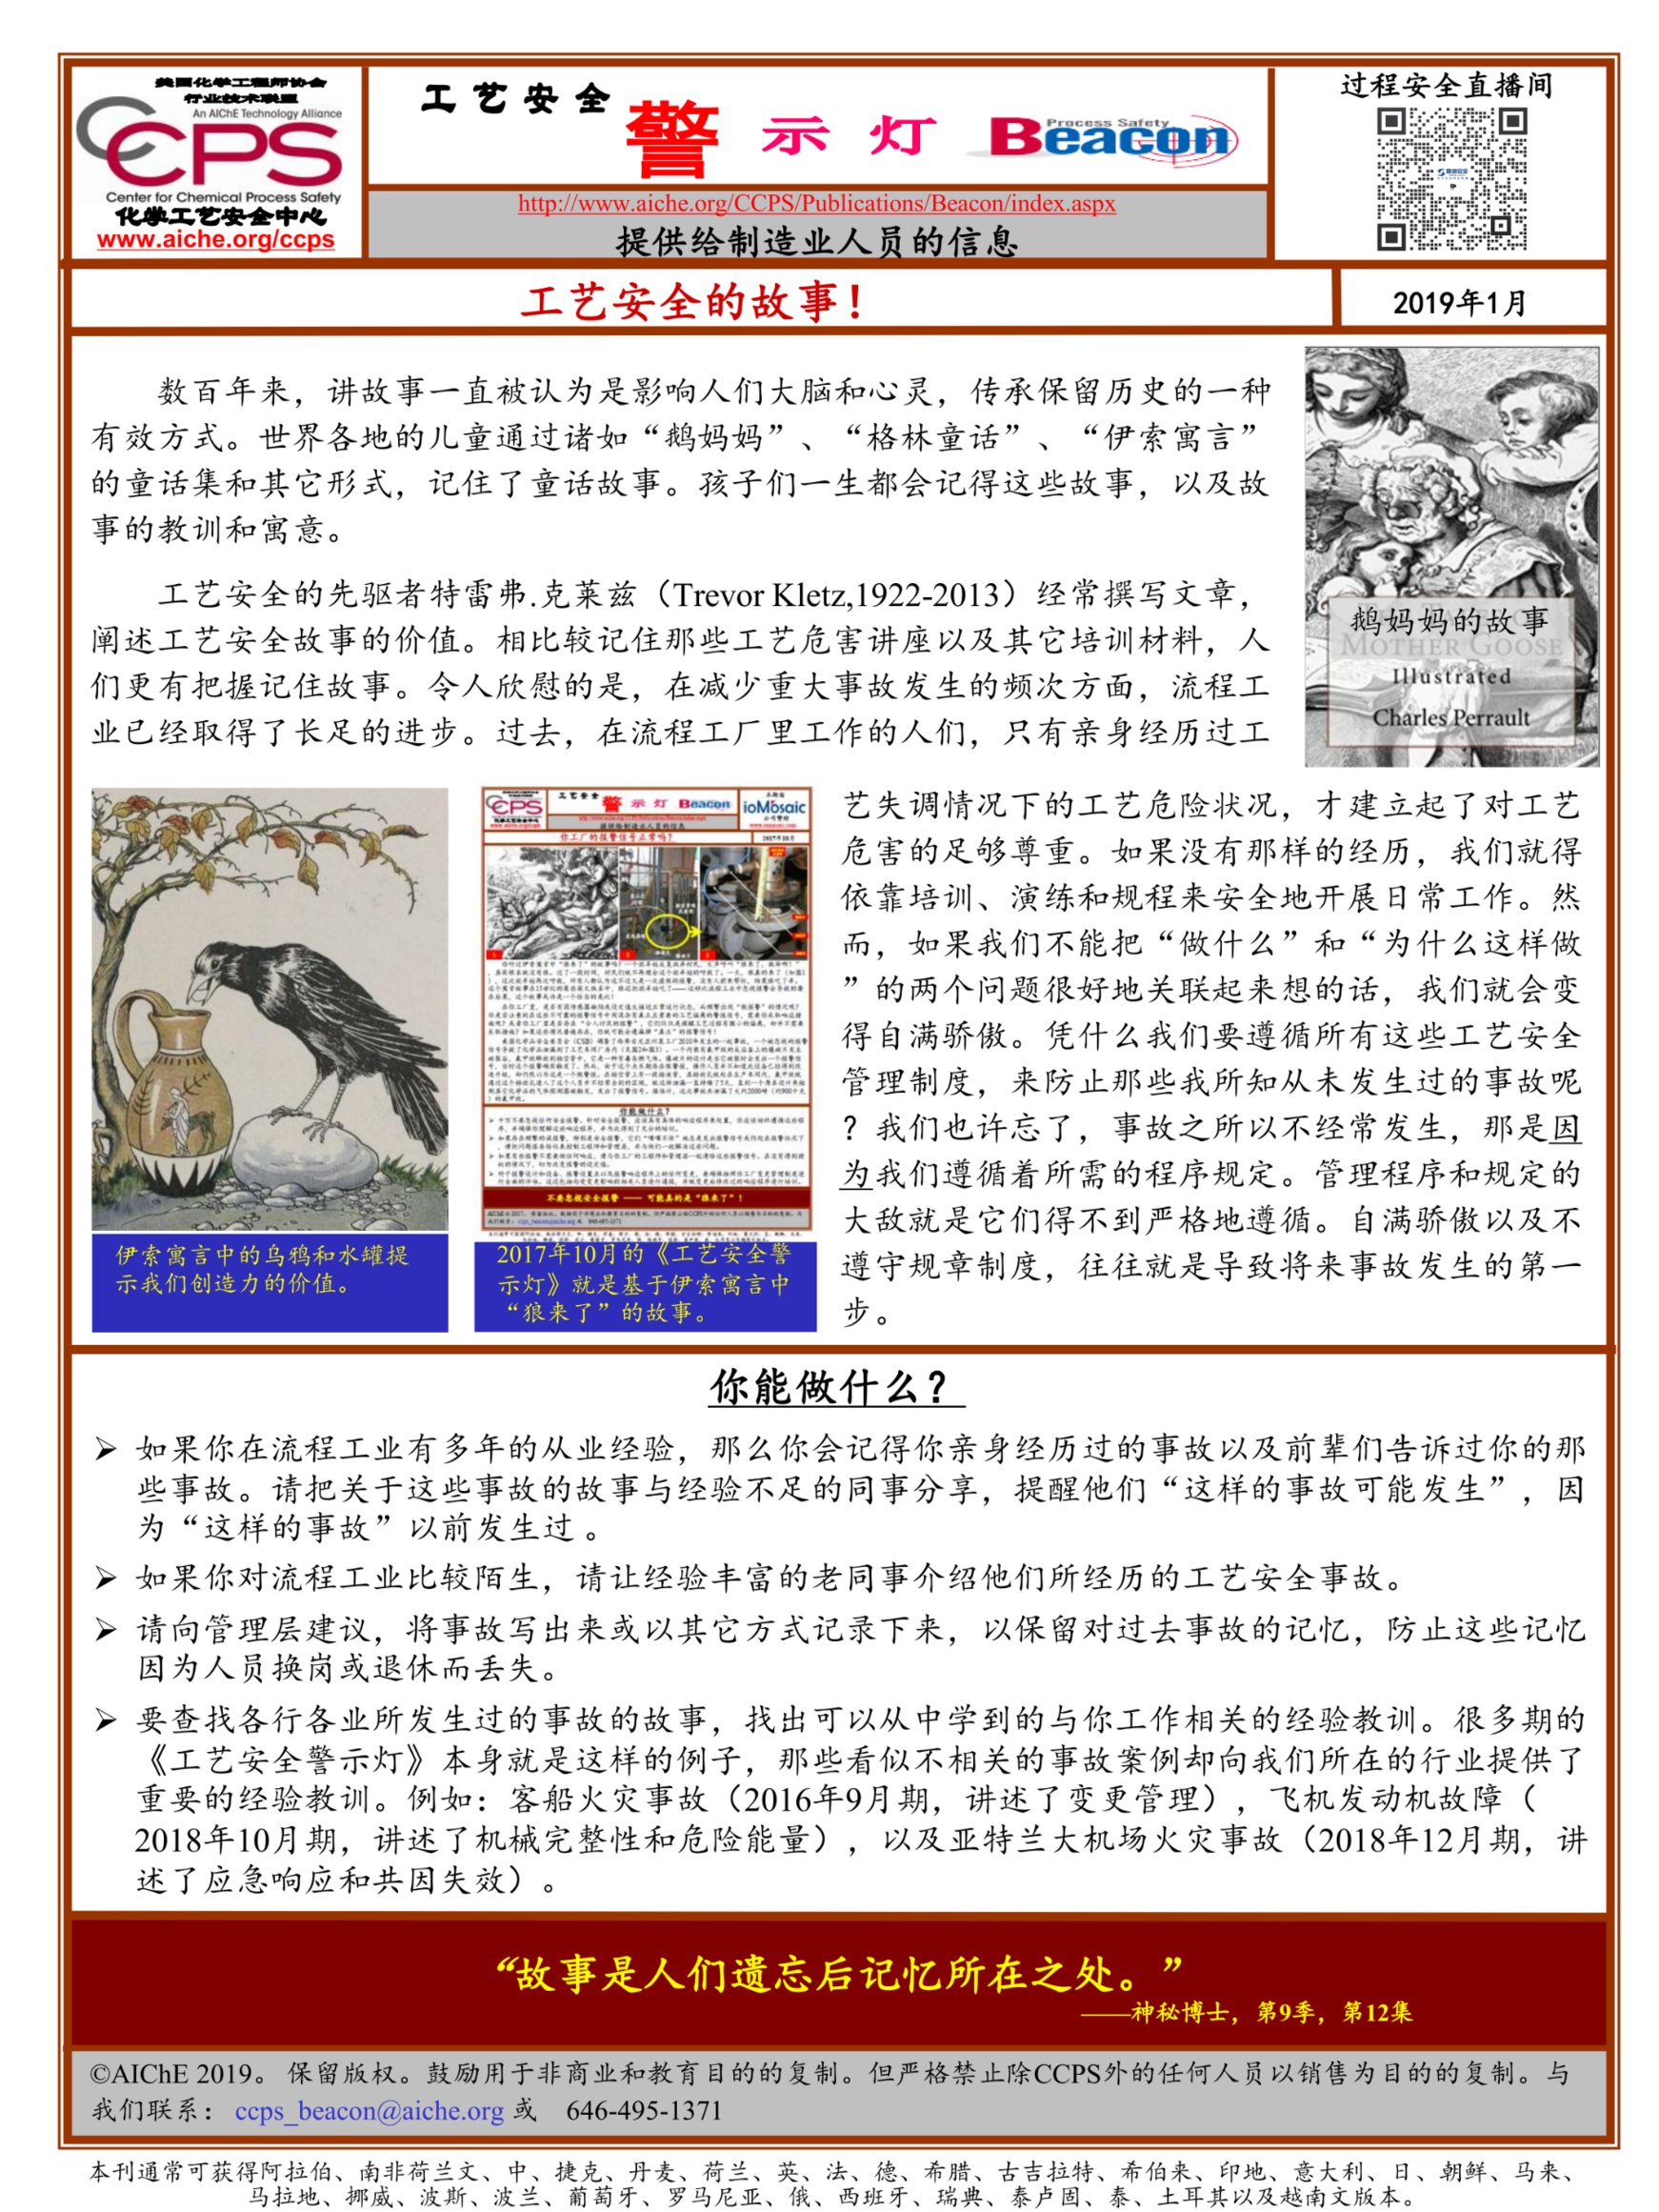 美国化学工程师协会
行业技术联盟
An AIChE Technology Alliance
CCPS
Center for Chemical Process Safety
化学工艺安全中心
www.aiche.org/ccps
工艺安全
警示灯
Process Safety
Beacon
http://www.aiche.org/CCPS/Publications/Beacon/index.aspx
提供给制造业人员的信息
过程安全直播间
工艺安全的故事!
2019年1月
数百年来，讲故事一直被认为是影响人们大脑和心灵，传承保留历史的一种
有效方式。世界各地的儿童通过诸如“鹅妈妈”、“格林童话”、“伊索寓言”
的童话集和其它形式，记住了童话故事。孩子们一生都会记得这些故事，以及故
事的教训和寓意。
工艺安全的先驱者特雷弗.克莱兹（Trevor Kletz,1922-2013）经常撰写文章，
阐述工艺安全故事的价值。相比较记住那些工艺危害讲座以及其它培训材料，人
们更有把握记住故事。令人欣慰的是，在减少重大事故发生的频次方面，流程工
业已经取得了长足的进步。过去，在流程工厂里工作的人们，只有亲身经历过工
鹅妈妈的故事
MOTHER GOOSE
Illustrated
Charles Perrault
伊索寓言中的乌鸦和水罐提
示我们创造力的价值。
工艺安全
警示灯
Beacon
ioMosaic
你工厂的报警信号正常吗?
2017年10月
你能做什么?
不要忽视安全报警 —— 可能真的是“狼来了”!
2017年10月的《工艺安全警
示灯》就是基于伊索寓言中
“狼来了”的故事。
艺失调情况下的工艺危险状况，才建立起了对工艺
危害的足够尊重。如果没有那样的经历，我们就得
依靠培训、演练和规程来安全地开展日常工作。然
而，如果我们不能把“做什么”和“为什么这样做
”的两个问题很好地关联起来想的话，我们就会变
得自满骄傲。凭什么我们要遵循所有这些工艺安全
管理制度，来防止那些我所知从未发生过的事故呢
？我们也许忘了，事故之所以不经常发生，那是因
为我们遵循着所需的程序规定。管理程序和规定的
大敌就是它们得不到严格地遵循。自满骄傲以及不
遵守规章制度，往往就是导致将来事故发生的第一
步。
你能做什么？
➢ 如果你在流程工业有多年的从业经验，那么你会记得你亲身经历过的事故以及前辈们告诉过你的那
些事故。请把关于这些事故的故事与经验不足的同事分享，提醒他们“这样的事故可能发生”，因
为“这样的事故”以前发生过 。
➢ 如果你对流程工业比较陌生，请让经验丰富的老同事介绍他们所经历的工艺安全事故。
➢ 请向管理层建议，将事故写出来或以其它方式记录下来，以保留对过去事故的记忆，防止这些记忆
因为人员换岗或退休而丢失。
➢ 要查找各行各业所发生过的事故的故事，找出可以从中学到的与你工作相关的经验教训。很多期的
《工艺安全警示灯》本身就是这样的例子，那些看似不相关的事故案例却向我们所在的行业提供了
重要的经验教训。例如：客船火灾事故（2016年9月期，讲述了变更管理），飞机发动机故障（
2018年10月期，讲述了机械完整性和危险能量），以及亚特兰大机场火灾事故（2018年12月期，讲
述了应急响应和共因失效）。
“故事是人们遗忘后记忆所在之处。”
——神秘博士，第9季，第12集
©AIChE 2019。保留版权。鼓励用于非商业和教育目的的复制。但严格禁止除CCPS外的任何人员以销售为目的的复制。与
我们联系： ccps_beacon@aiche.org 或 646-495-1371
本刊通常可获得阿拉伯、南非荷兰文、中、捷克、丹麦、荷兰、英、法、德、希腊、古吉拉特、希伯来、印地、意大利、日、朝鲜、马来、
马拉地、挪威、波斯、波兰、葡萄牙、罗马尼亚、俄、西班牙、瑞典、泰卢固、泰、土耳其以及越南文版本。